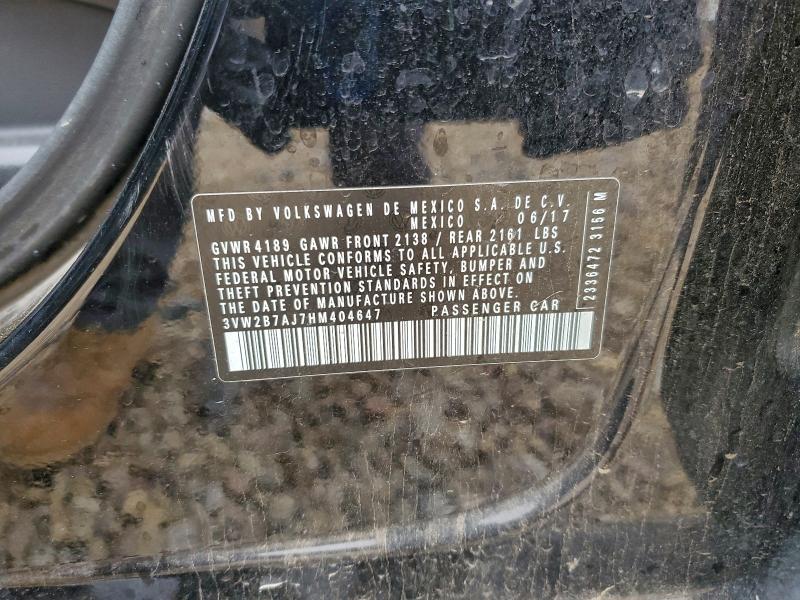 MFD BY VOLKSWAGEN DE MEXICO S.A. DE C.V.
MEXICO 06/17
GVWR 4189 GAWR FRONT 2138 / REAR 2161 LBS
THIS VEHICLE CONFORMS TO ALL APPLICABLE U.S.
FEDERAL MOTOR VEHICLE SAFETY, BUMPER AND
THEFT PREVENTION STANDARDS IN EFFECT ON
THE DATE OF MANUFACTURE SHOWN ABOVE.
3VW2B7AJ7HM404647 PASSENGER CAR
2336472 3156 M